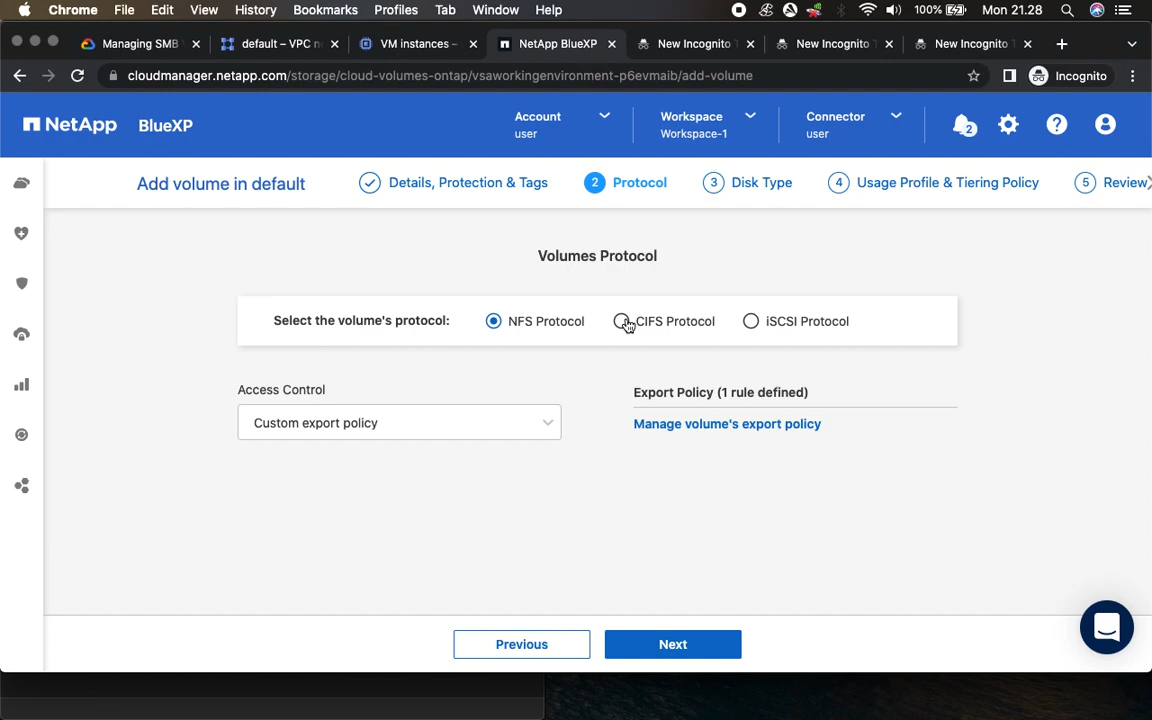 Chrome File Edit View History Bookmarks Profiles Tab Window Help 100% Mon 21.28
Managing SMB default – VPC n VM instances – NetApp BlueXP New Incognito T New Incognito T New Incognito T
cloudmanager.netapp.com/storage/cloud-volumes-ontap/vsaworkingenvironment-p6evmaib/add-volume Incognito
NetApp BlueXP Account Workspace Connector 2
user Workspace-1 user
Add volume in default Details, Protection & Tags 2 Protocol 3 Disk Type 4 Usage Profile & Tiering Policy 5 Review
Volumes Protocol
Select the volume's protocol: NFS Protocol CIFS Protocol iSCSI Protocol
Access Control Export Policy (1 rule defined)
Custom export policy Manage volume's export policy
Previous Next